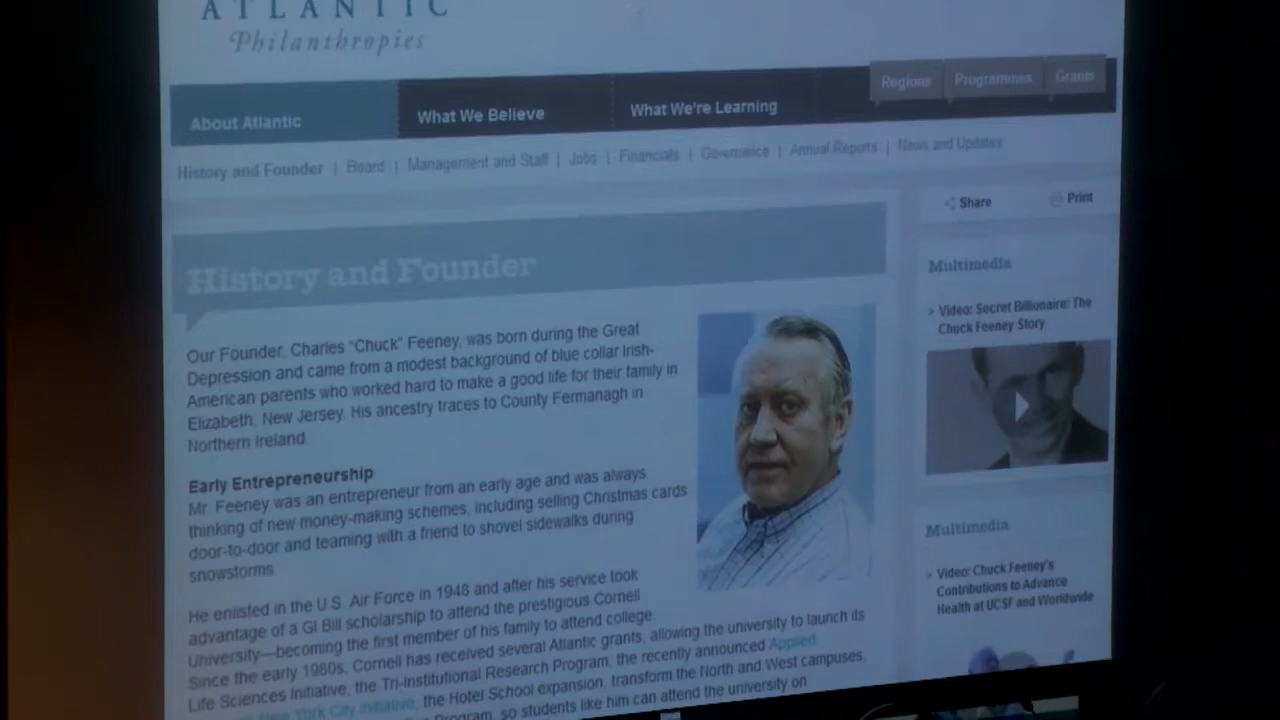 ATLANTIC
Philanthropies
Regions
Programmes
Grants
About Atlantic
What We Believe
What We're Learning
History and Founder | Board | Management and Staff | Jobs | Financials | Governance | Annual Reports | News and Updates
Share
Print
History and Founder
Our Founder, Charles "Chuck" Feeney, was born during the Great
Depression and came from a modest background of blue collar Irish-
American parents who worked hard to make a good life for their family in
Elizabeth, New Jersey. His ancestry traces to County Fermanagh in
Northern Ireland.
Early Entrepreneurship
Mr. Feeney was an entrepreneur from an early age and was always
thinking of new money-making schemes, including selling Christmas cards
door-to-door and teaming with a friend to shovel sidewalks during
snowstorms.
He enlisted in the U.S. Air Force in 1948 and after his service took
advantage of a GI Bill scholarship to attend the prestigious Cornell
University—becoming the first member of his family to attend college.
Since the early 1980s, Cornell has received several Atlantic grants, allowing the university to launch its
Life Sciences Initiative, the Tri-Institutional Research Program, the recently announced Applied
New York City initiative, the Hotel School expansion, transform the North and West campuses,
Program, so students like him can attend the university on
Multimedia
> Video: Secret Billionaire: The
Chuck Feeney Story
Multimedia
> Video: Chuck Feeney's
Contributions to Advance
Health at UCSF and Worldwide